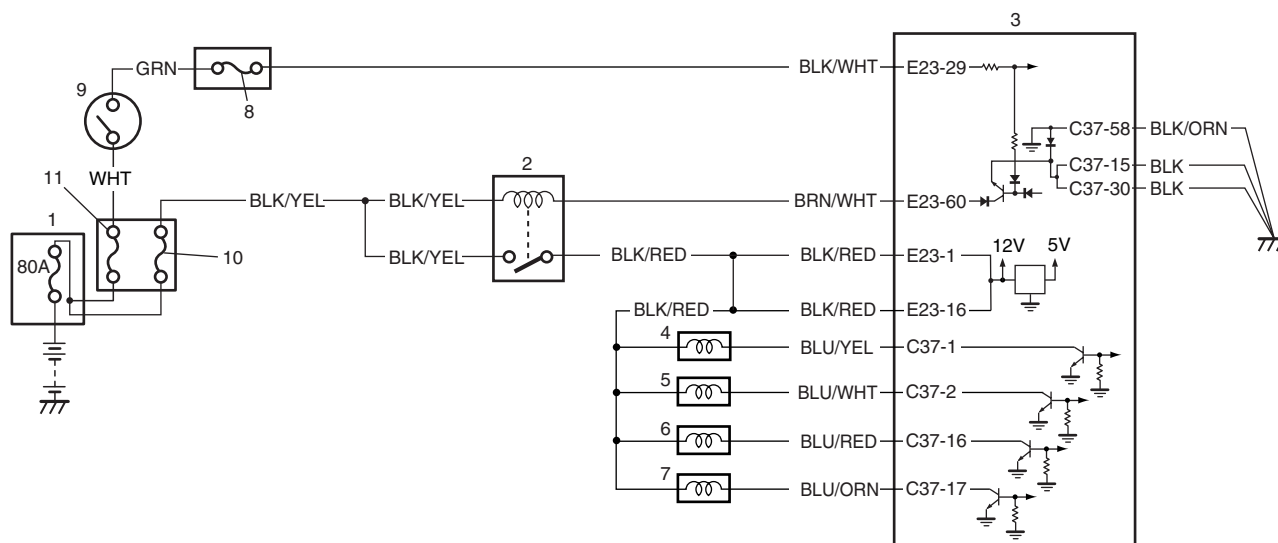 3
GRN
BLK/WHT
E23-29
9
8
C37-58
BLK/ORN
WHT
2
C37-15
BLK
11
C37-30
BLK
BLK/YEL
BLK/YEL
BRN/WHT
E23-60
1
10
BLK/YEL
BLK/RED
BLK/RED
E23-1
12V
5V
80A
BLK/RED
BLK/RED
E23-16
4
BLU/YEL
C37-1
5
BLU/WHT
C37-2
6
BLU/RED
C37-16
7
BLU/ORN
C37-17